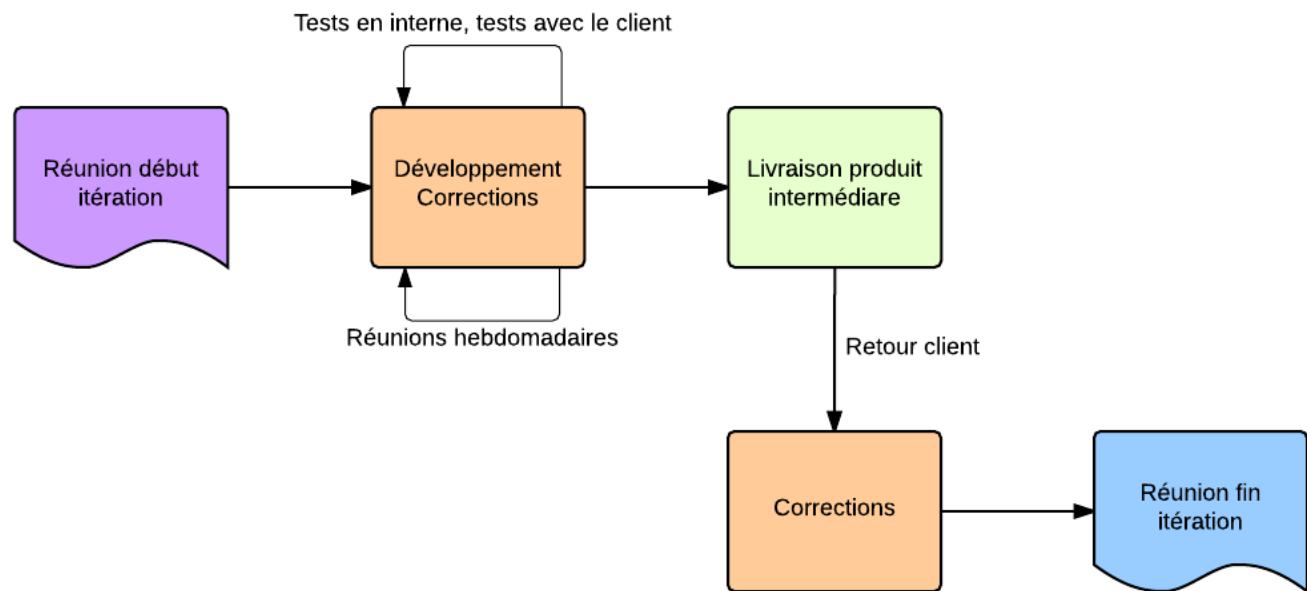 Tests en interne, tests avec le client
Réunion début
itération
Développement
Corrections
Livraison produit
intermédiare
Réunions hebdomadaires
Retour client
Corrections
Réunion fin
itération